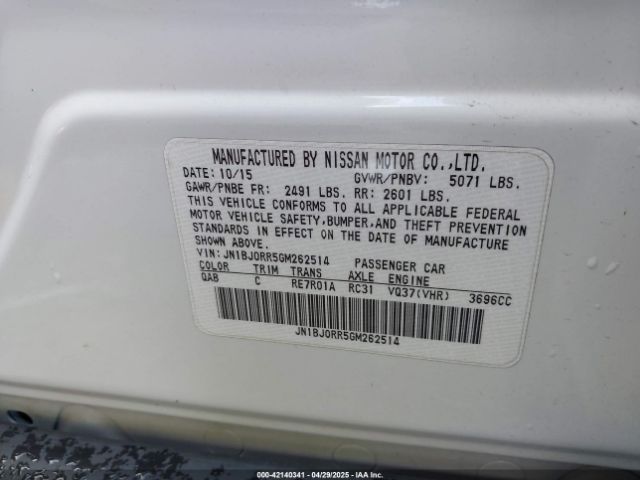 MANUFACTURED BY NISSAN MOTOR CO.,LTD.
DATE: 10/15 GVWR/PNBV: 5071 LBS.
GAWR/PNBE FR: 2491 LBS. RR: 2601 LBS.
THIS VEHICLE CONFORMS TO ALL APPLICABLE FEDERAL
MOTOR VEHICLE SAFETY,BUMPER,AND THEFT PREVENTION
STANDARDS IN EFFECT ON THE DATE OF MANUFACTURE
SHOWN ABOVE.
VIN: JN1BJ0RR5GM262514 PASSENGER CAR
COLOR TRIM TRANS AXLE ENGINE
QAB C RE7R01A RC31 VQ37(VHR) 3696CC
JN1BJ0RR5GM262514
000-42140341 | 04/29/2025 - IAA Inc.